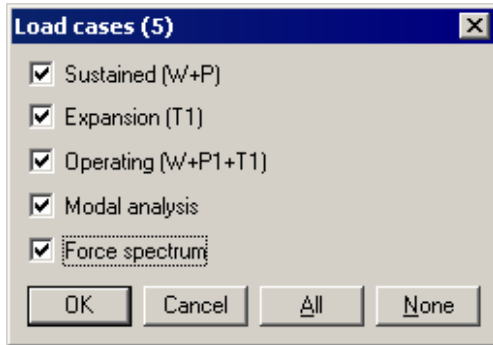 Load cases (5)
Sustained (W+P)
Expansion (T1)
Operating (W+P1+T1)
Modal analysis
Force spectrum
OK Cancel All None